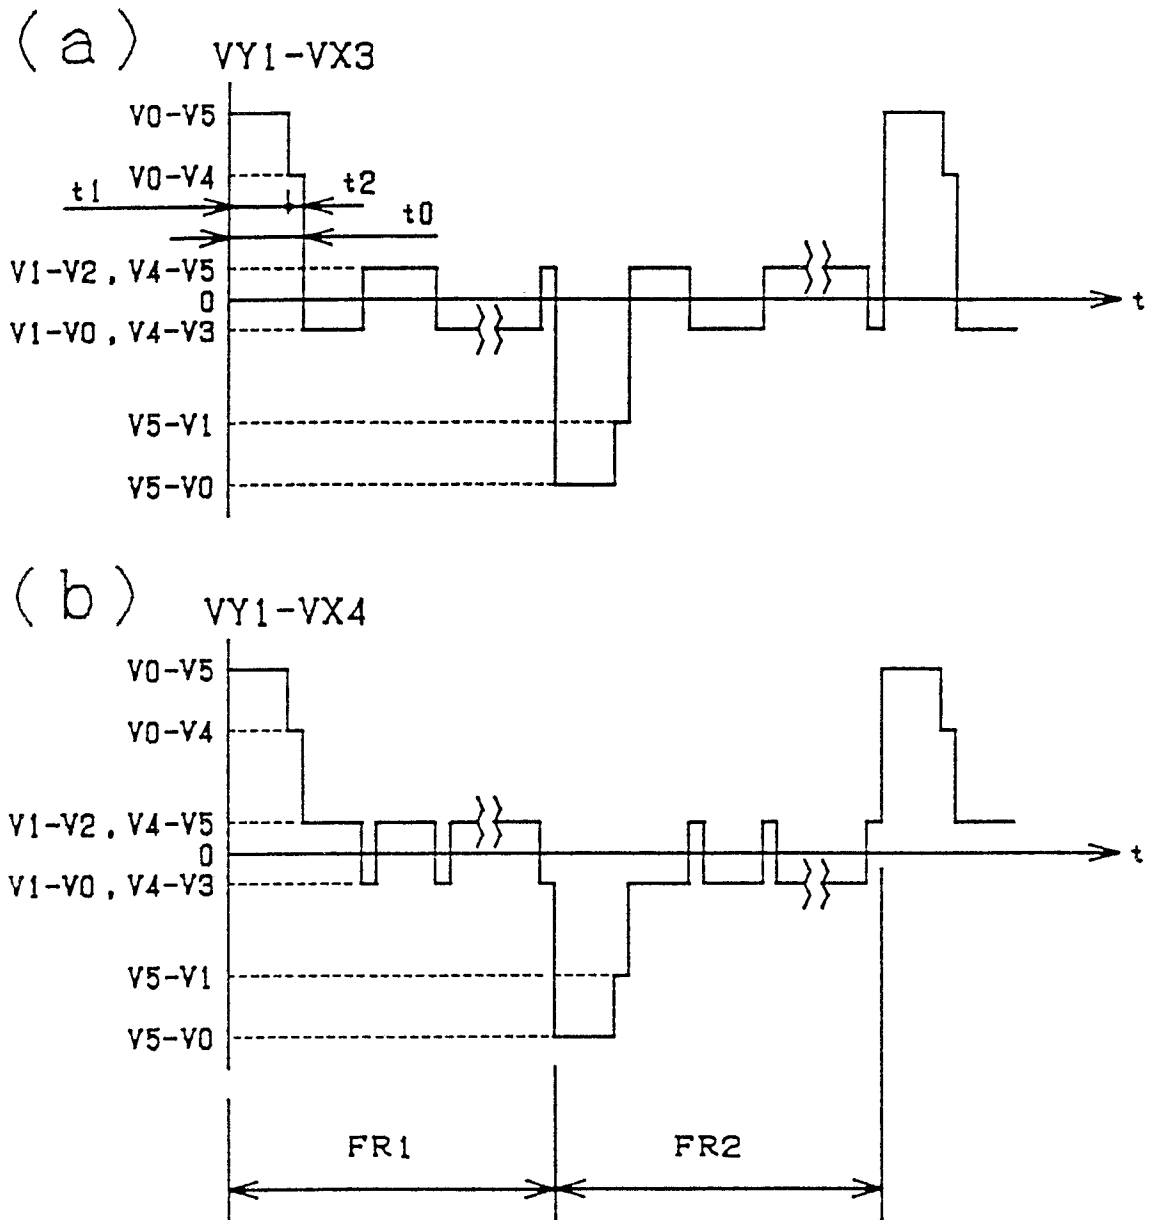 (a) VY1-VX3
V0-V5
V0-V4
t1
t2
t0
V1-V2, V4-V5
0
t
V1-V0, V4-V3
V5-V1
V5-V0
(b) VY1-VX4
V0-V5
V0-V4
V1-V2, V4-V5
0
t
V1-V0, V4-V3
V5-V1
V5-V0
FR1
FR2